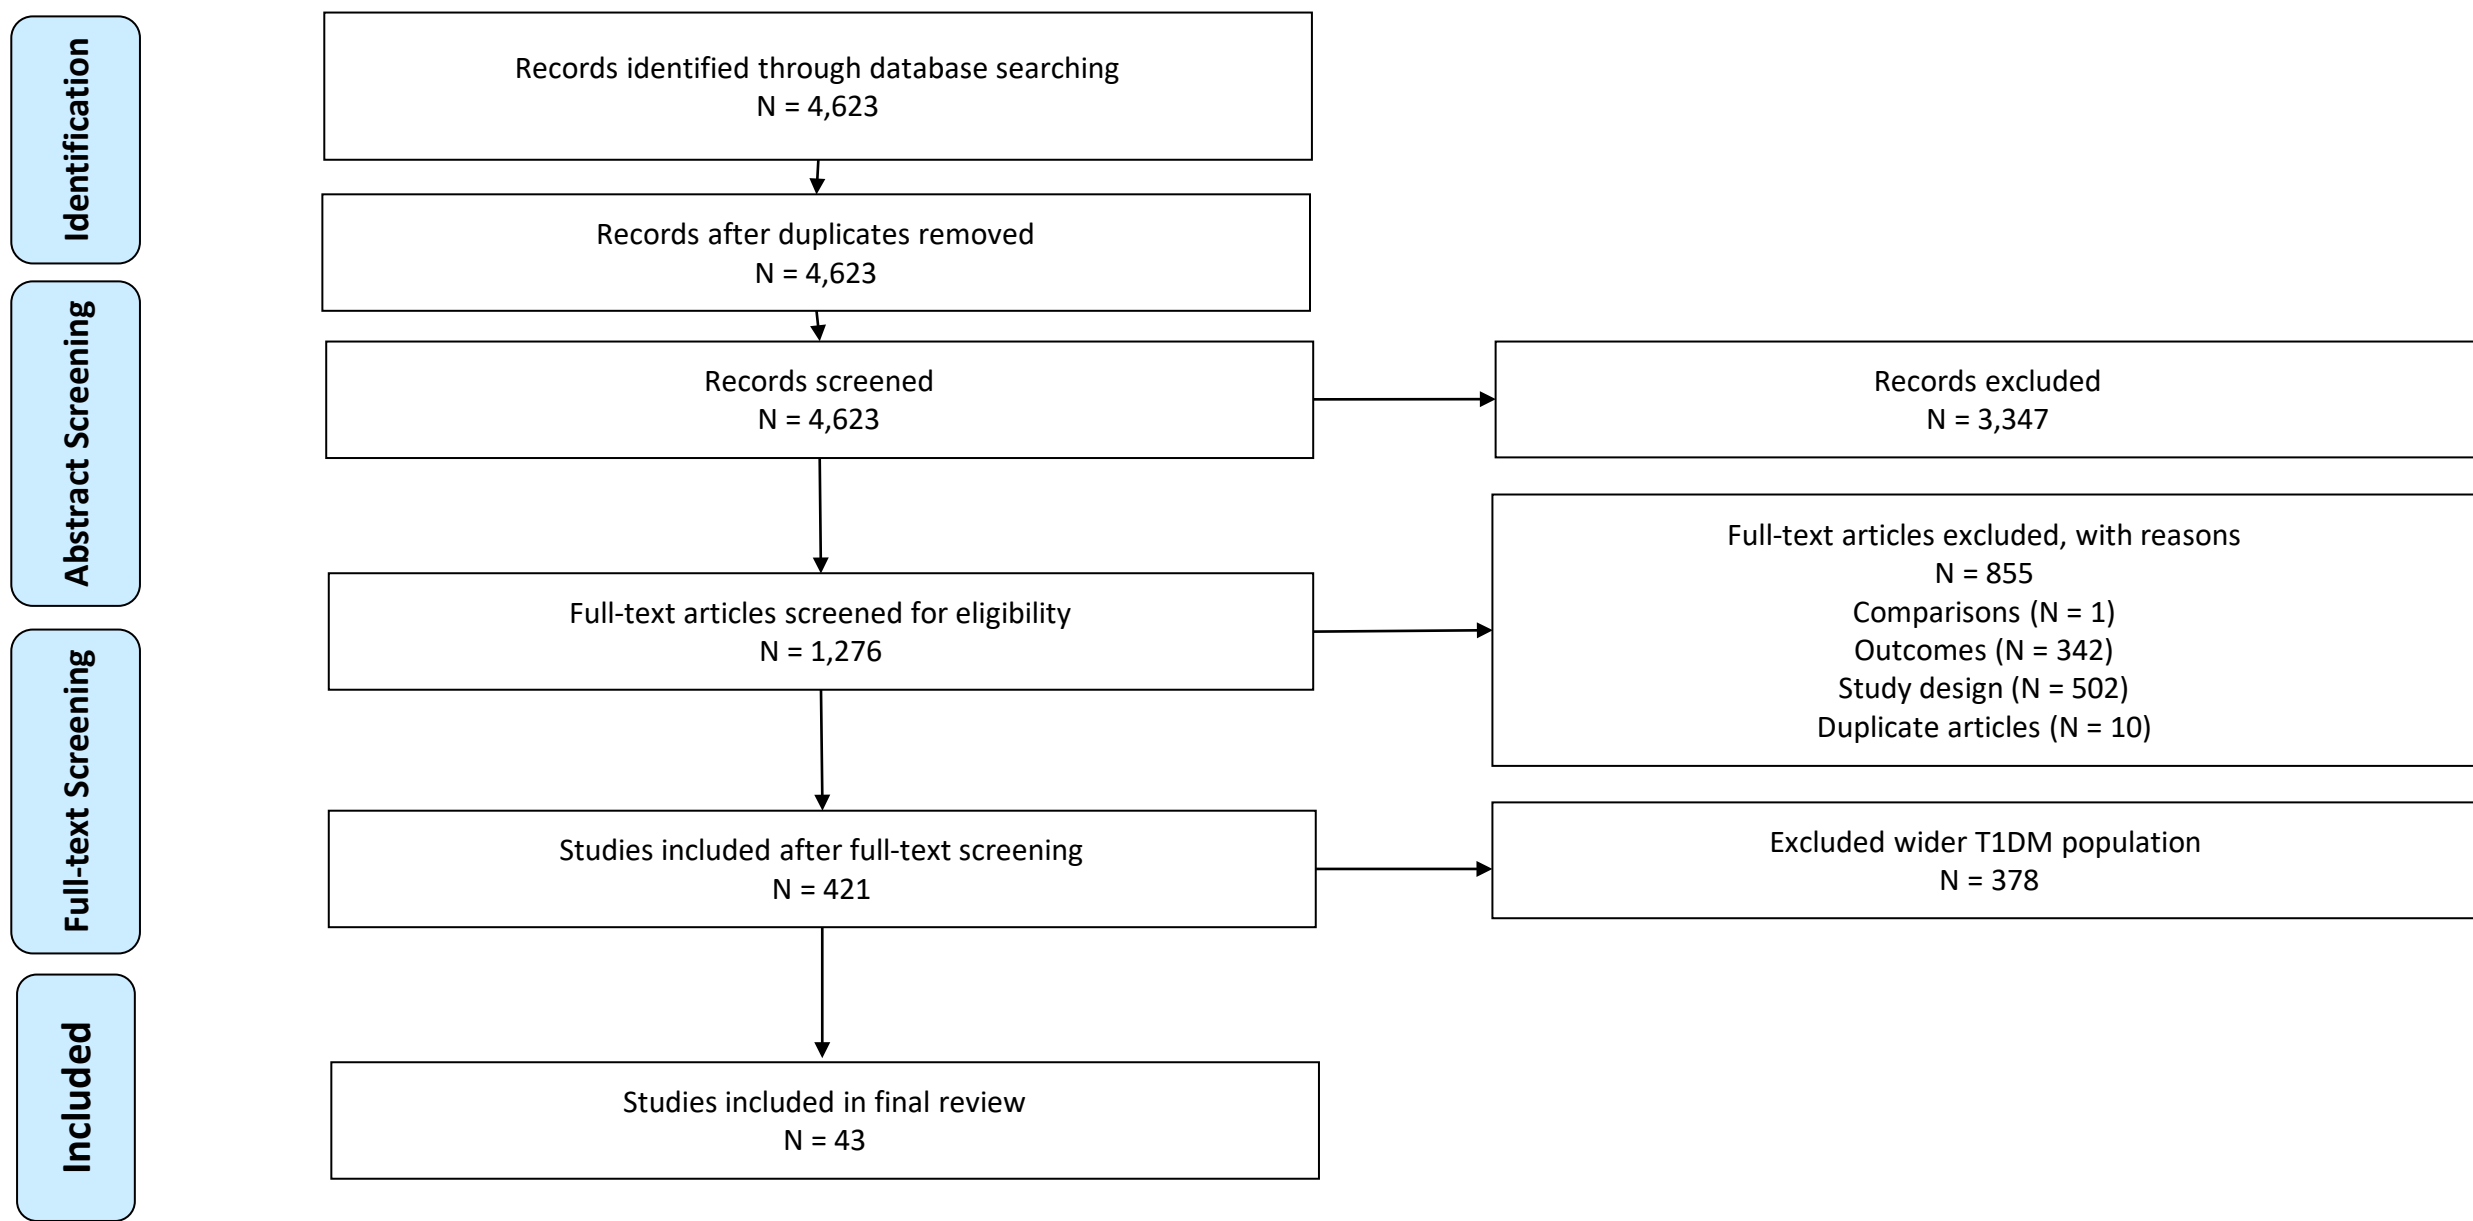 Identification
Records identified through database searching
N = 4,623
Records after duplicates removed
N = 4,623
Abstract Screening
Records screened
N = 4,623
Records excluded
N = 3,347
Full-text articles screened for eligibility
N = 1,276
Full-text articles excluded, with reasons
N = 855
Comparisons (N = 1)
Outcomes (N = 342)
Study design (N = 502)
Duplicate articles (N = 10)
Full-text Screening
Studies included after full-text screening
N = 421
Excluded wider T1DM population
N = 378
Included
Studies included in final review
N = 43